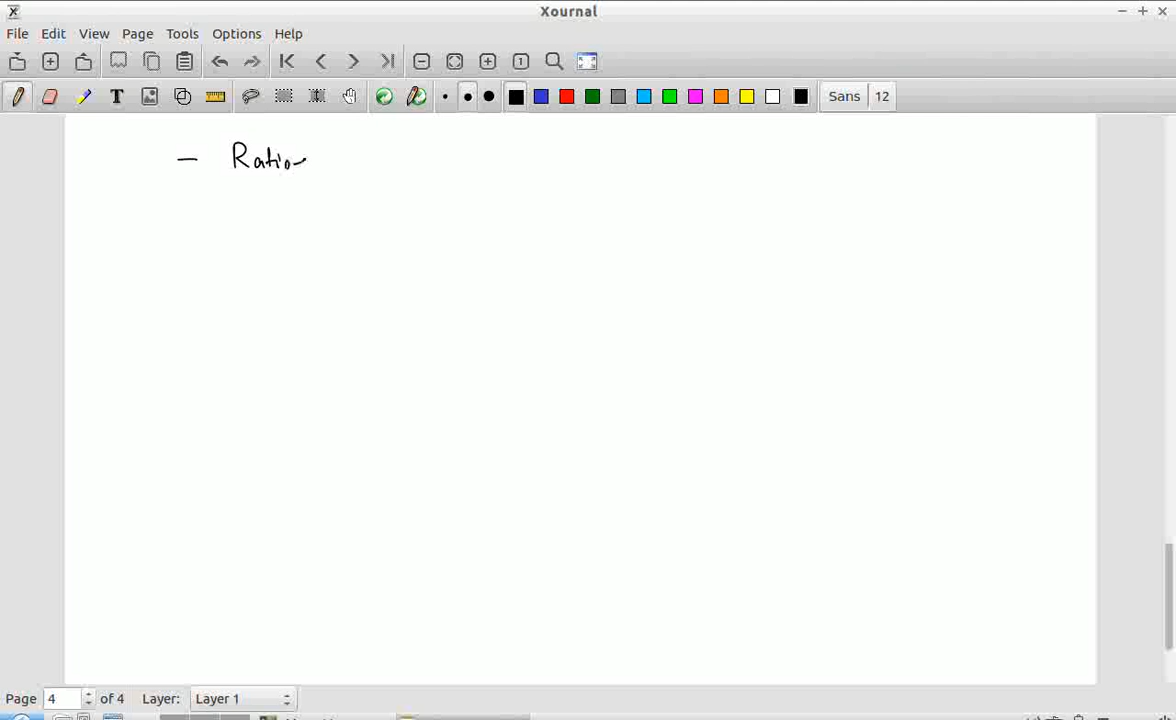 Xournal
File Edit View Page Tools Options Help
Sans 12
— Ratio
Page 4 of 4 Layer: Layer 1